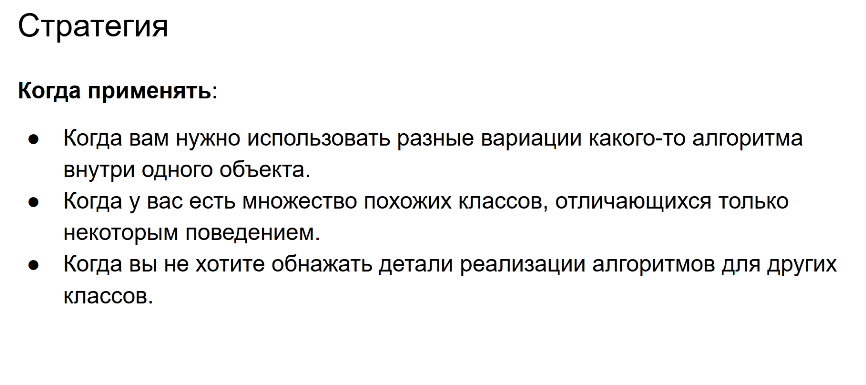 Стратегия
Когда применять:
● Когда вам нужно использовать разные вариации какого-то алгоритма
внутри одного объекта.
● Когда у вас есть множество похожих классов, отличающихся только
некоторым поведением.
● Когда вы не хотите обнажать детали реализации алгоритмов для других
классов.